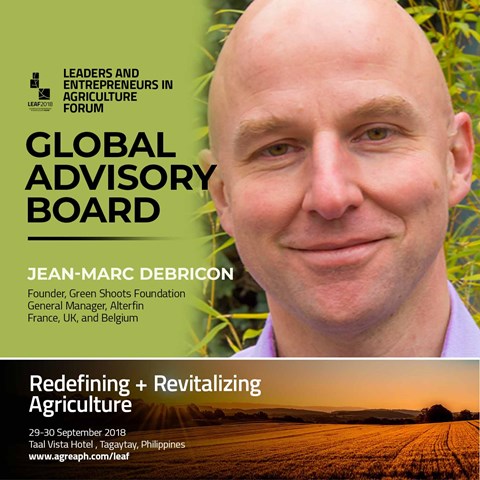 LEAF2018
LEADERS AND
ENTREPRENEURS IN
AGRICULTURE
FORUM
GLOBAL
ADVISORY
BOARD
JEAN-MARC DEBRICON
Founder, Green Shoots Foundation
General Manager, Alterfin
France, UK, and Belgium
Redefining + Revitalizing
Agriculture
29-30 September 2018
Taal Vista Hotel , Tagaytay, Philippines
www.agreaph.com/leaf